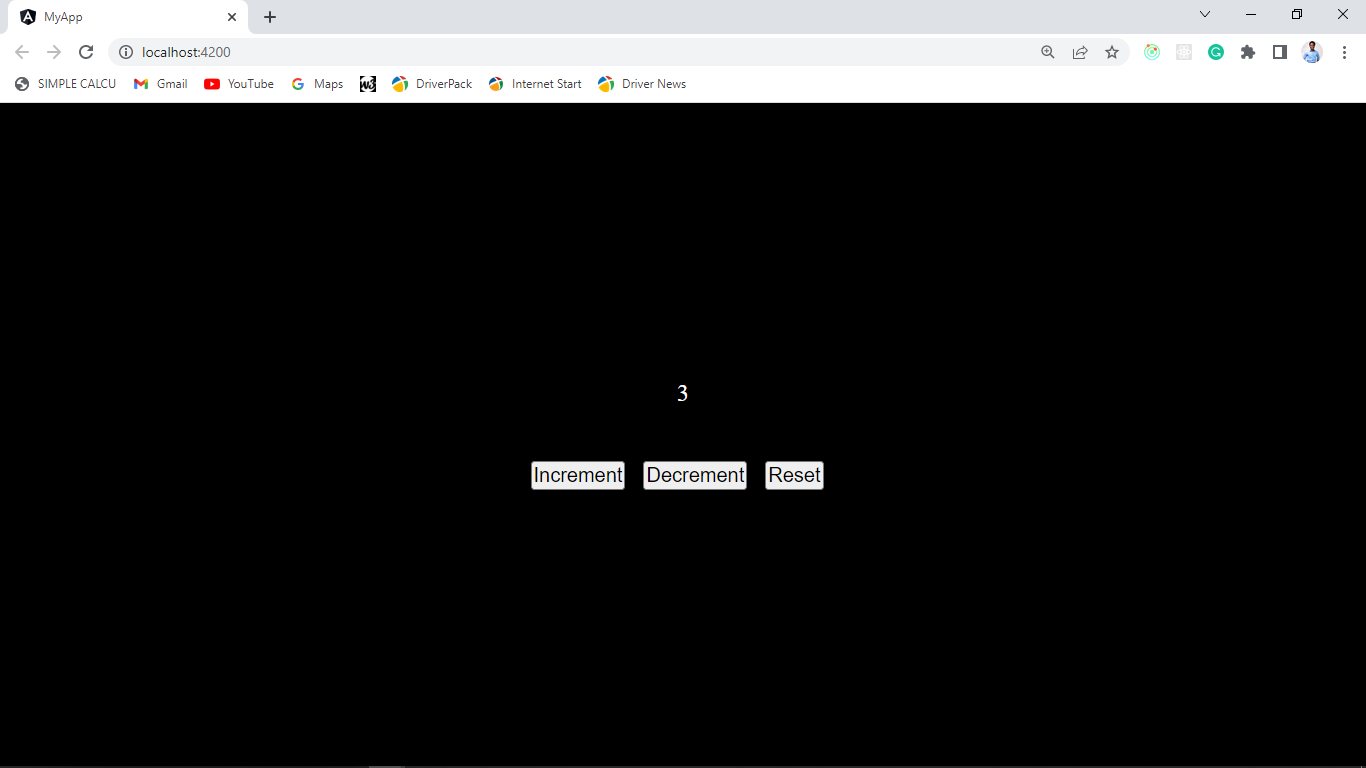 MyApp
localhost:4200
SIMPLE CALCU Gmail YouTube Maps DriverPack Internet Start Driver News
3
Increment Decrement Reset